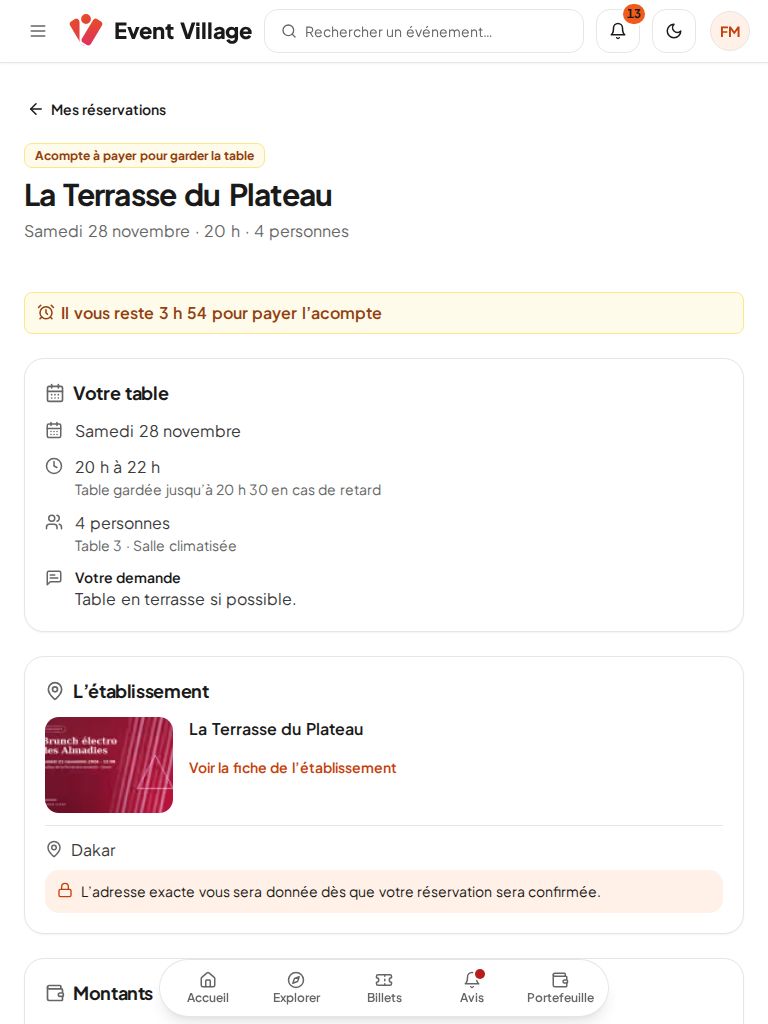 Event Village
Rechercher un événement…
13
FM
Mes réservations
Acompte à payer pour garder la table
La Terrasse du Plateau
Samedi 28 novembre · 20 h · 4 personnes
Il vous reste 3 h 54 pour payer l’acompte
Votre table
Samedi 28 novembre
20 h à 22 h
Table gardée jusqu’à 20 h 30 en cas de retard
4 personnes
Table 3 · Salle climatisée
Votre demande
Table en terrasse si possible.
L’établissement
Brunch électro
des Almadies
La Terrasse du Plateau
Voir la fiche de l’établissement
Dakar
L’adresse exacte vous sera donnée dès que votre réservation sera confirmée.
Montants
Accueil
Explorer
Billets
Avis
Portefeuille